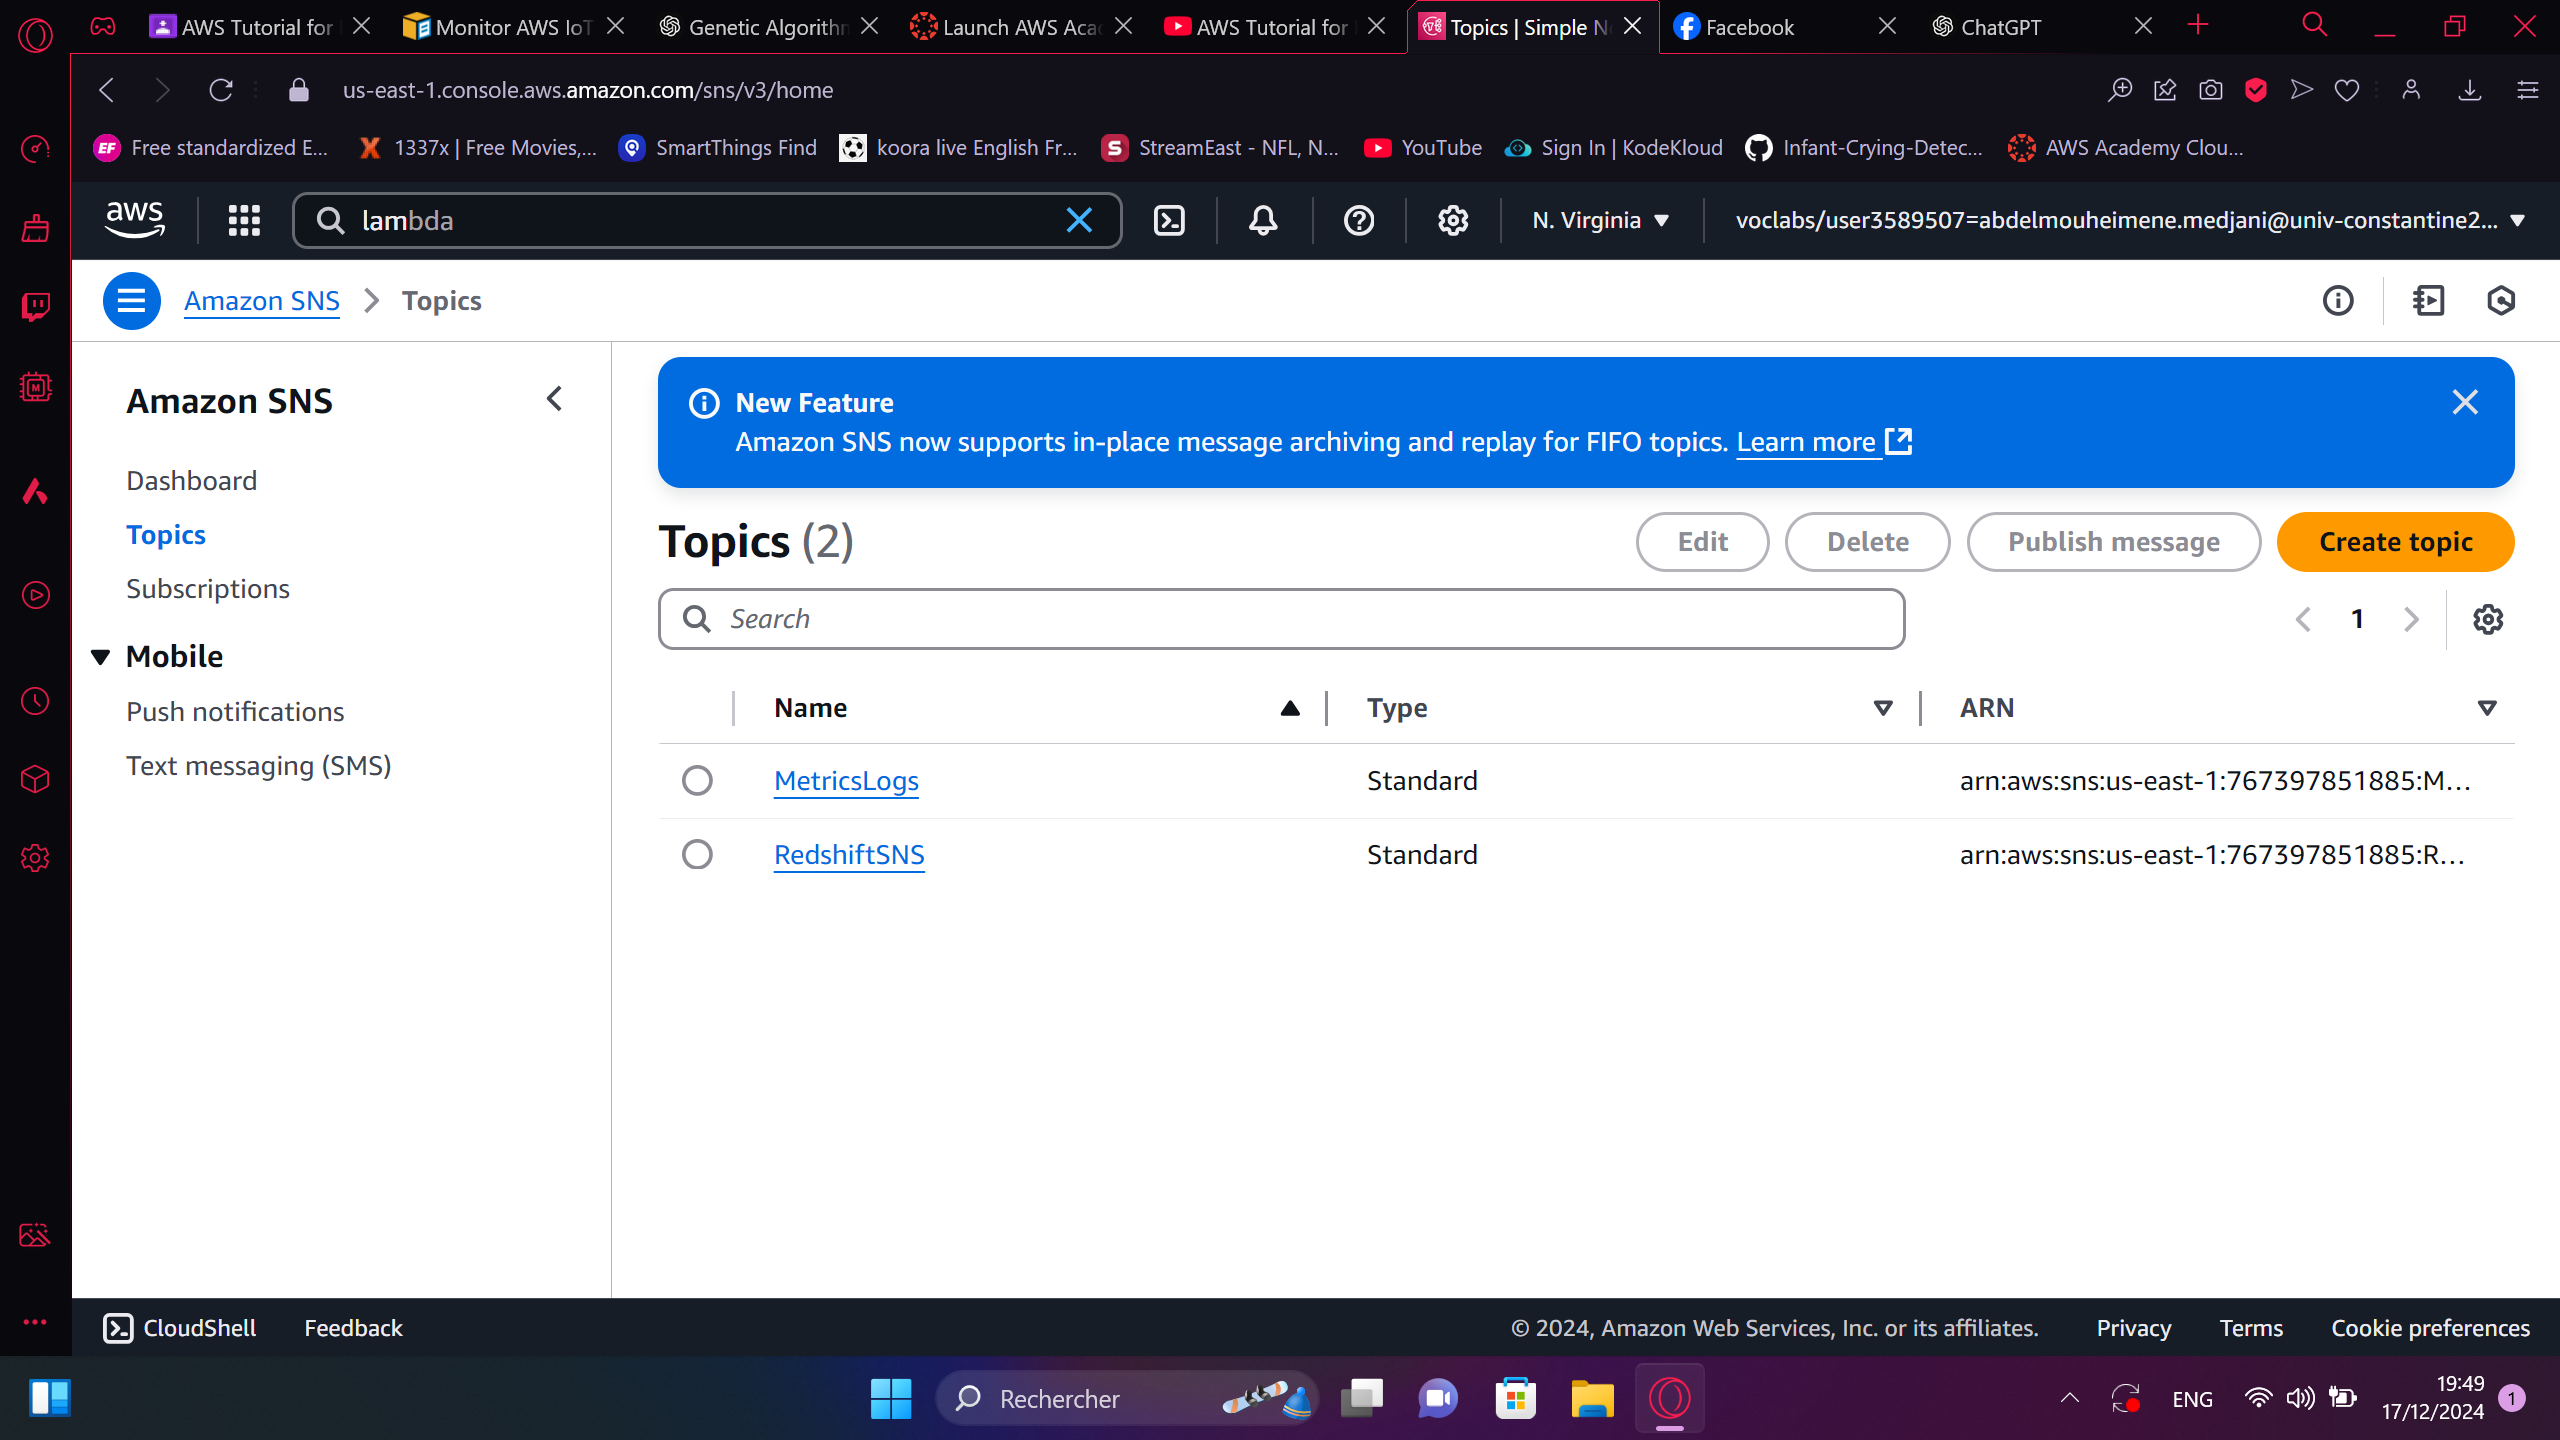 AWS Tutorial for
Monitor AWS IoT
Genetic Algorithm
Launch AWS Aca
AWS Tutorial for
Topics | Simple No
Facebook
ChatGPT
us-east-1.console.aws.amazon.com/sns/v3/home
EF Free standardized E...
1337x | Free Movies,...
SmartThings Find
koora live English Fr...
StreamEast - NFL, N...
YouTube
Sign In | KodeKloud
Infant-Crying-Detec...
AWS Academy Clou...
aws
lambda
N. Virginia
voclabs/user3589507=abdelmouheimene.medjani@univ-constantine2...
Amazon SNS
Topics
Amazon SNS
Dashboard
Topics
Subscriptions
Mobile
Push notifications
Text messaging (SMS)
New Feature
Amazon SNS now supports in-place message archiving and replay for FIFO topics. Learn more
Topics (2)
Edit
Delete
Publish message
Create topic
Search
1
Name
Type
ARN
MetricsLogs
Standard
arn:aws:sns:us-east-1:767397851885:M...
RedshiftSNS
Standard
arn:aws:sns:us-east-1:767397851885:R...
CloudShell
Feedback
© 2024, Amazon Web Services, Inc. or its affiliates.
Privacy
Terms
Cookie preferences
Rechercher
ENG
19:49
17/12/2024
1